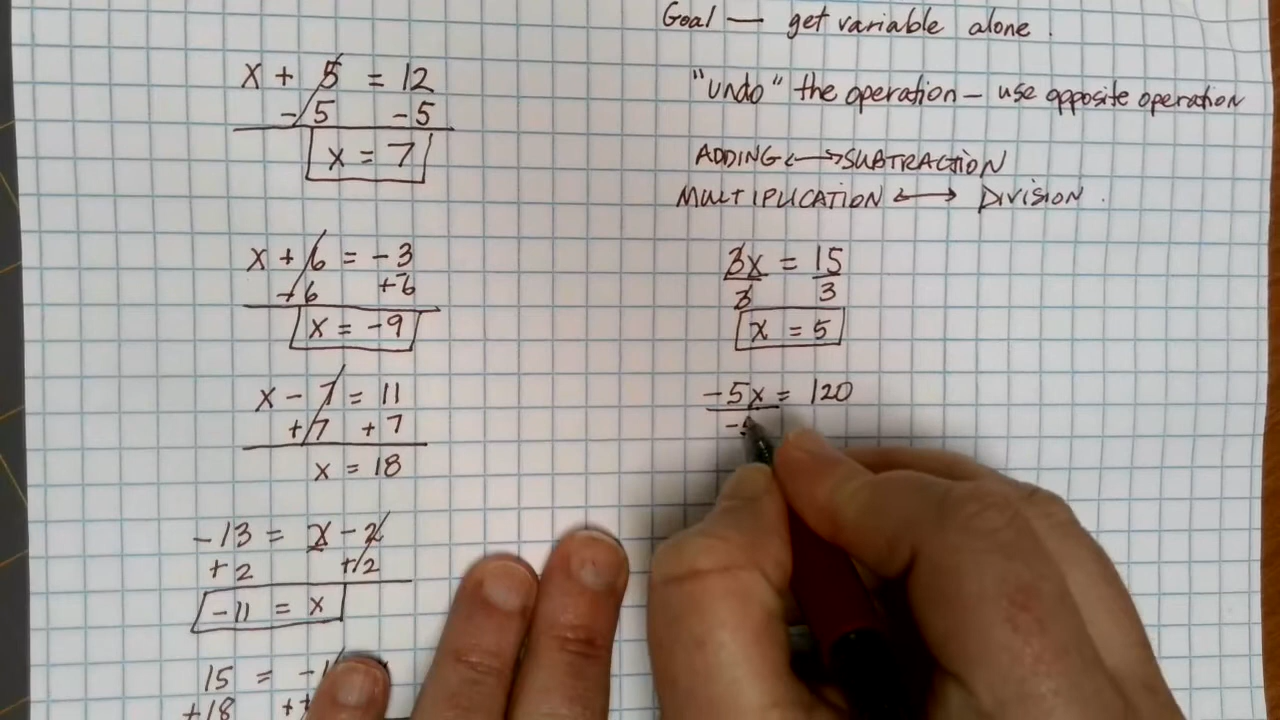 Goal — get variable alone.
"undo" the operation — use opposite operation
ADDING ↔ SUBTRACTION
MULTIPLICATION ↔ DIVISION.
x + 5 = 12
-5 -5
x = 7
x + 6 = -3
+6 +6
x = -9
x - 7 = 11
+7 +7
x = 18
-13 = x - 2
+2 +2
-11 = x
15 =
+18
3x = 15
3 3
x = 5
-5x = 120